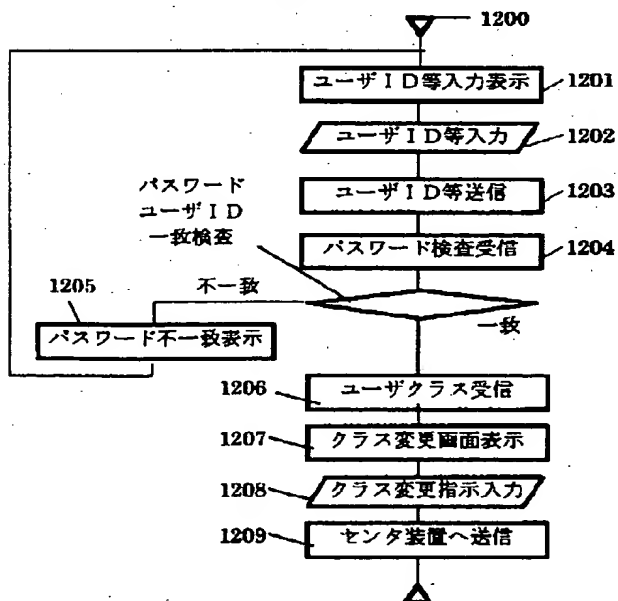 1200
ユーザID等入力表示
1201
ユーザID等入力
1202
ユーザID等送信
1203
パスワード
ユーザID
一致検査
パスワード検査受信
1204
1205
不一致
一致
パスワード不一致表示
1206
ユーザクラス受信
1207
クラス変更画面表示
1208
クラス変更指示入力
1209
センタ装置へ送信